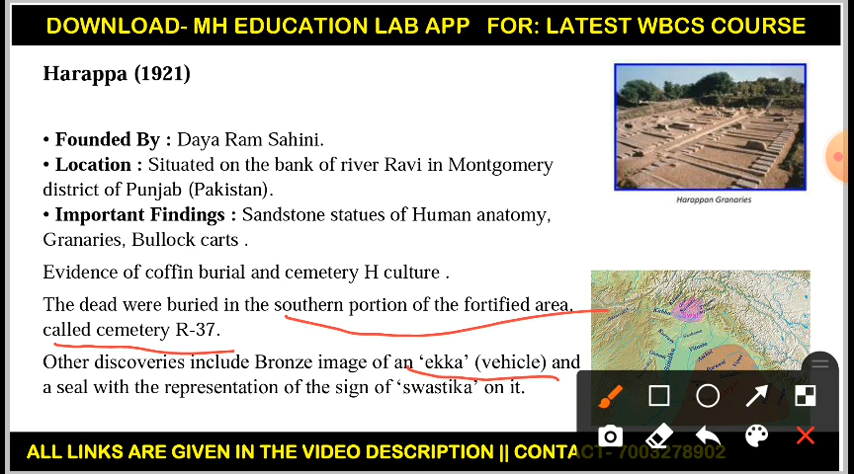 DOWNLOAD- MH EDUCATION LAB APP FOR: LATEST WBCS COURSE
Harappa (1921)
• Founded By : Daya Ram Sahini.
• Location : Situated on the bank of river Ravi in Montgomery
district of Punjab (Pakistan).
• Important Findings : Sandstone statues of Human anatomy,
Granaries, Bullock carts .
Harappan Granaries
Evidence of coffin burial and cemetery H culture .
The dead were buried in the southern portion of the fortified area,
called cemetery R-37.
Other discoveries include Bronze image of an ‘ekka’ (vehicle) and
a seal with the representation of the sign of ‘swastika’ on it.
ALL LINKS ARE GIVEN IN THE VIDEO DESCRIPTION || CONTACT- 7003278902